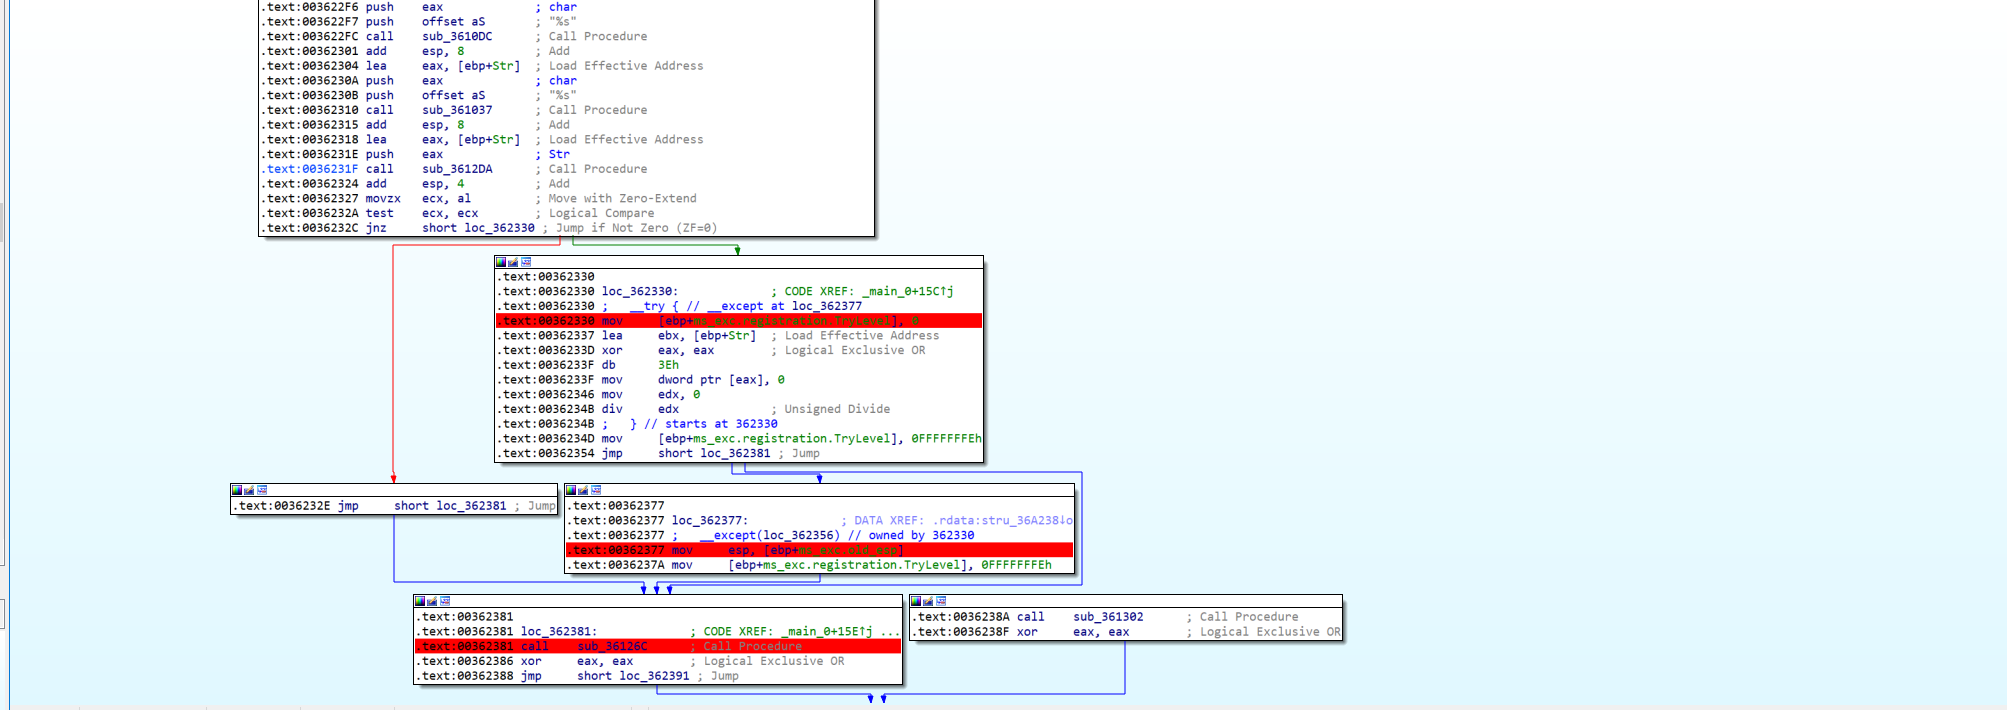 .text:003622F6 push    eax             ; char
.text:003622F7 push    offset aS       ; "%s"
.text:003622FC call    sub_3610DC      ; Call Procedure
.text:00362301 add     esp, 8          ; Add
.text:00362304 lea     eax, [ebp+Str]  ; Load Effective Address
.text:0036230A push    eax             ; char
.text:0036230B push    offset aS       ; "%s"
.text:00362310 call    sub_361037      ; Call Procedure
.text:00362315 add     esp, 8          ; Add
.text:00362318 lea     eax, [ebp+Str]  ; Load Effective Address
.text:0036231E push    eax             ; Str
.text:0036231F call    sub_3612DA      ; Call Procedure
.text:00362324 add     esp, 4          ; Add
.text:00362327 movzx   ecx, al         ; Move with Zero-Extend
.text:0036232A test    ecx, ecx        ; Logical Compare
.text:0036232C jnz     short loc_362330 ; Jump if Not Zero (ZF=0)
.text:00362330
.text:00362330 loc_362330:             ; CODE XREF: _main_0+15C↑j
.text:00362330 ;   __try { // __except at loc_362377
.text:00362330 mov     [ebp+ms_exc.registration.TryLevel], 0
.text:00362337 lea     ebx, [ebp+Str]  ; Load Effective Address
.text:0036233D xor     eax, eax        ; Logical Exclusive OR
.text:0036233F db      3Eh
.text:0036233F mov     dword ptr [eax], 0
.text:00362346 mov     edx, 0
.text:0036234B div     edx             ; Unsigned Divide
.text:0036234B ;   } // starts at 362330
.text:0036234D mov     [ebp+ms_exc.registration.TryLevel], 0FFFFFFFEh
.text:00362354 jmp     short loc_362381 ; Jump
.text:0036232E jmp     short loc_362381 ; Jump
.text:00362377
.text:00362377 loc_362377:             ; DATA XREF: .rdata:stru_36A238↓o
.text:00362377 ;   __except(loc_362356) // owned by 362330
.text:00362377 mov     esp, [ebp+ms_exc.old_esp]
.text:0036237A mov     [ebp+ms_exc.registration.TryLevel], 0FFFFFFFEh
.text:00362381
.text:00362381 loc_362381:             ; CODE XREF: _main_0+15E↑j ...
.text:00362381 call    sub_36126C      ; Call Procedure
.text:00362386 xor     eax, eax        ; Logical Exclusive OR
.text:00362388 jmp     short loc_362391 ; Jump
.text:0036238A call    sub_361302      ; Call Procedure
.text:0036238F xor     eax, eax        ; Logical Exclusive OR